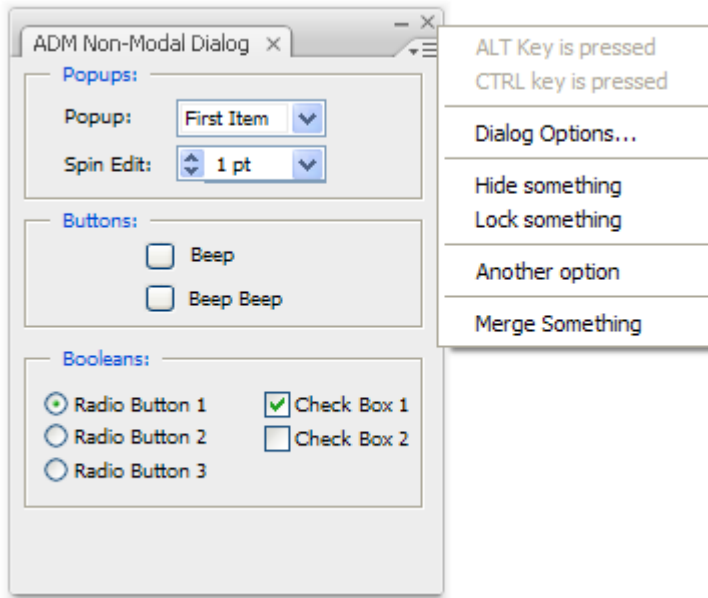 ADM Non-Modal Dialog
Popups:
Popup: First Item
Spin Edit: 1 pt
Buttons:
Beep
Beep Beep
Booleans:
Radio Button 1 Check Box 1
Radio Button 2 Check Box 2
Radio Button 3
ALT Key is pressed
CTRL key is pressed
Dialog Options...
Hide something
Lock something
Another option
Merge Something